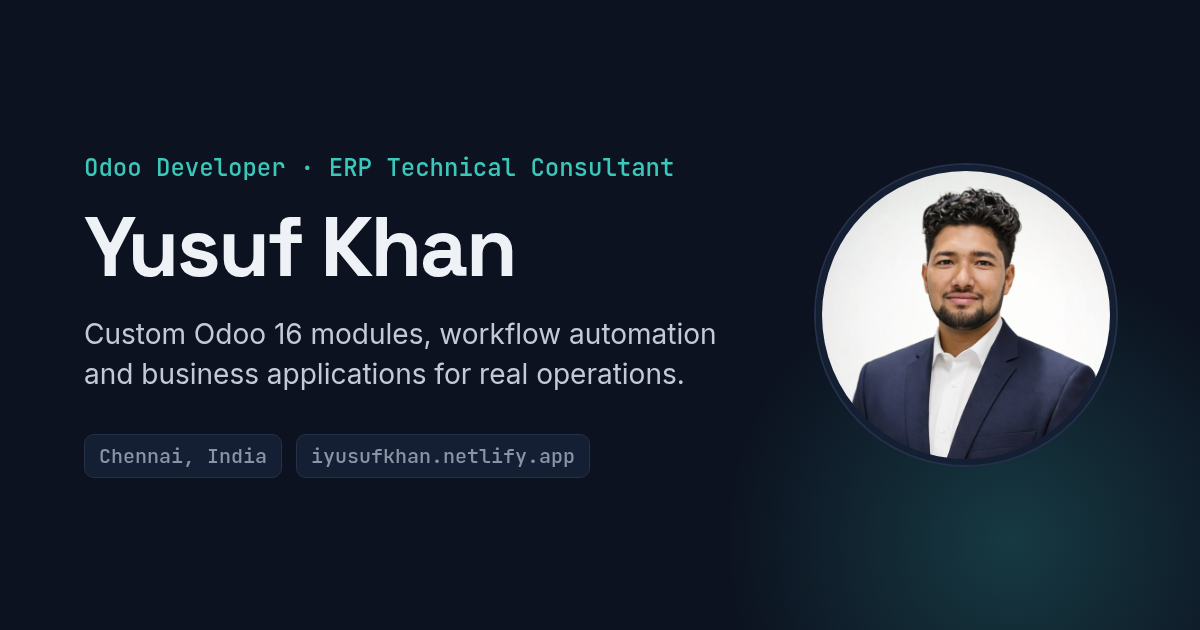 Odoo Developer · ERP Technical Consultant
Yusuf Khan
Custom Odoo 16 modules, workflow automation
and business applications for real operations.
Chennai, India
iyusufkhan.netlify.app